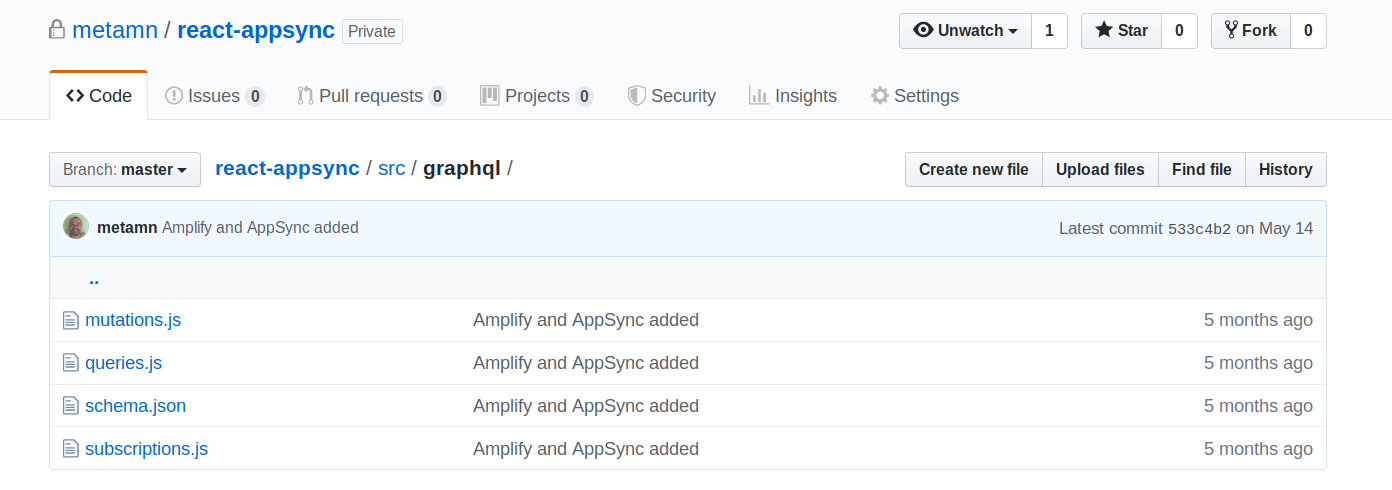 metamn / react-appsync Private Unwatch 1 Star 0 Fork 0
Code Issues 0 Pull requests 0 Projects 0 Security Insights Settings
Branch: master react-appsync / src / graphql / Create new file Upload files Find file History
metamn Amplify and AppSync added Latest commit 533c4b2 on May 14
..
mutations.js Amplify and AppSync added 5 months ago
queries.js Amplify and AppSync added 5 months ago
schema.json Amplify and AppSync added 5 months ago
subscriptions.js Amplify and AppSync added 5 months ago